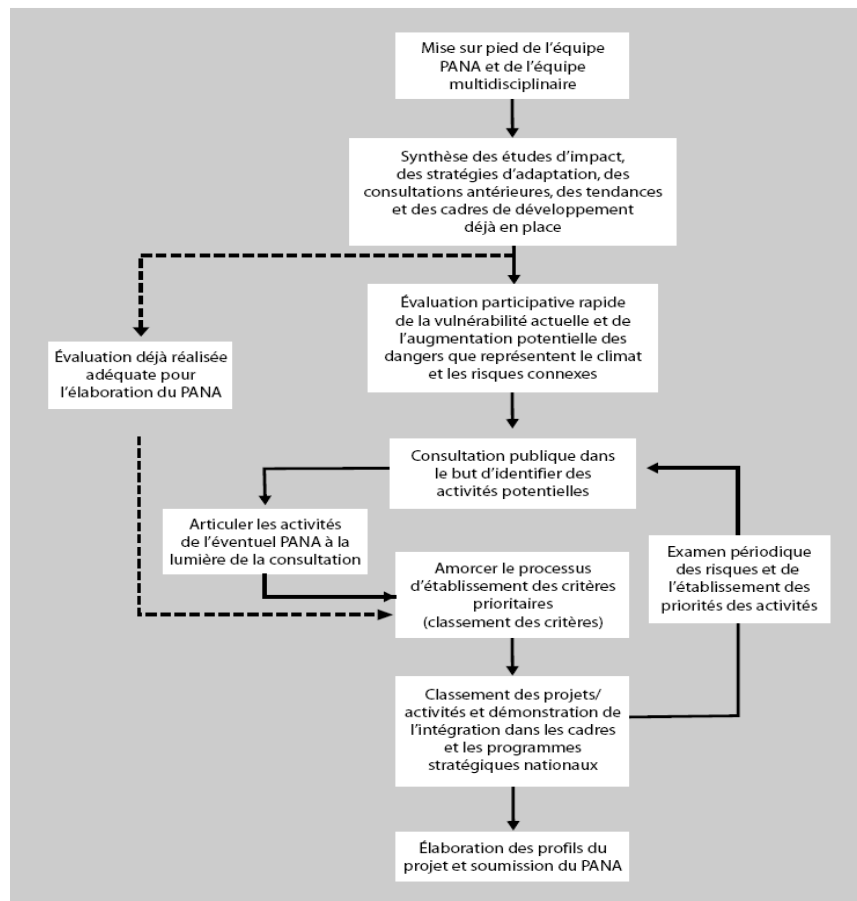 Mise sur pied de l’équipe
PANA et de l’équipe
multidisciplinaire
Synthèse des études d’impact,
des stratégies d’adaptation, des
consultations antérieures, des tendances
et des cadres de développement
déjà en place
Évaluation participative rapide
de la vulnérabilité actuelle et de
l’augmentation potentielle des
dangers que représentent le climat
et les risques connexes
Évaluation déjà réalisée
adéquate pour
l’élaboration du PANA
Consultation publique dans
le but d’identifier des
activités potentielles
Articuler les activités
de l’éventuel PANA à la
lumière de la consultation
Amorcer le processus
d’établissement des critères
prioritaires
(classement des critères)
Examen périodique
des risques et de
l’établissement des
priorités des activités
Classement des projets/
activités et démonstration de
l’intégration dans les cadres
et les programmes
stratégiques nationaux
Élaboration des profils du
projet et soumission du PANA